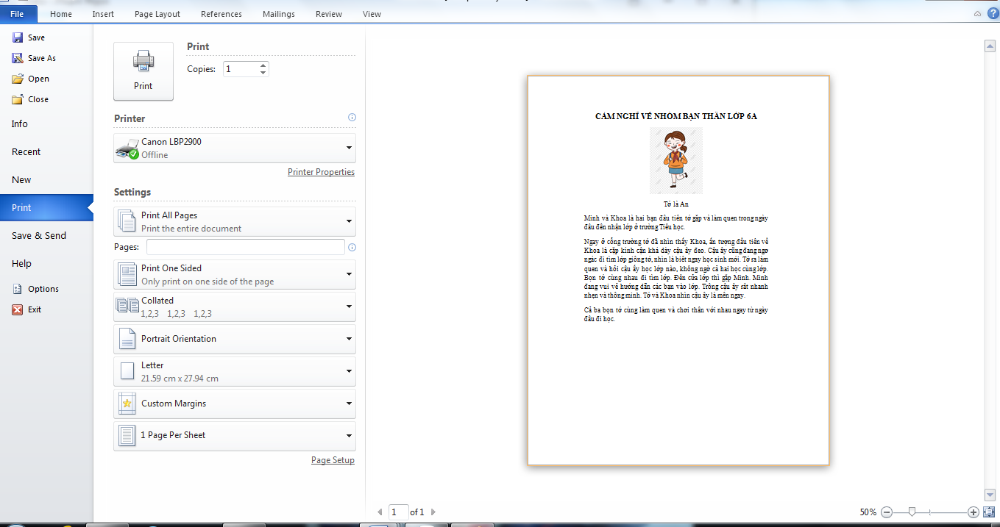 File Home Insert Page Layout References Mailings Review View
Save
Save As
Open
Close
Info
Recent
New
Print
Save & Send
Help
Options
Exit
Print
Print
Copies: 1
Printer
Canon LBP2900
Offline
Printer Properties
Settings
Print All Pages
Print the entire document
Pages:
Print One Sided
Only print on one side of the page
Collated
1,2,3 1,2,3 1,2,3
Portrait Orientation
Letter
21.59 cm x 27.94 cm
Custom Margins
1 Page Per Sheet
Page Setup
CẢM NGHĨ VỀ NHÓM BẠN THÂN LỚP 6A
Tớ là An
Minh và Khoa là hai bạn đầu tiên tớ gặp và làm quen trong ngày
đầu đến nhận lớp ở trường Tiểu học.
Ngay ở cổng trường tớ đã nhìn thấy Khoa, ấn tượng đầu tiên về
Khoa là cặp kính cận khá dày cậu ấy đeo. Cậu ấy cũng đang ngơ
ngác đi tìm lớp giống tớ, nhìn là biết ngay học sinh mới. Tớ ra làm
quen và hỏi cậu ấy học lớp nào, không ngờ cả hai học cùng lớp.
Bọn tớ cùng nhau đi tìm lớp. Đến cửa lớp thì gặp Minh. Minh
đang vui vẻ hướng dẫn các bạn vào lớp. Trông cậu ấy rất nhanh
nhẹn và thông minh. Tớ và Khoa nhìn cậu ấy là mến ngay.
Cả ba bọn tớ cùng làm quen và chơi thân với nhau ngay từ ngày
đầu đi học.
1 of 1
50%